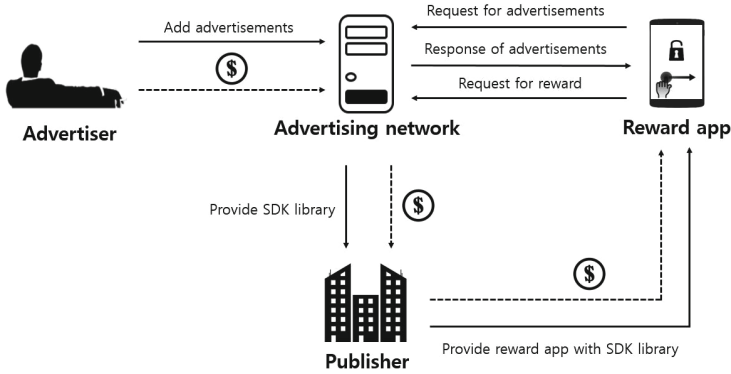 Add advertisements
$
Advertiser
Advertising network
Request for advertisements
Response of advertisements
Request for reward
Reward app
Provide SDK library
$
$
Publisher
Provide reward app with SDK library